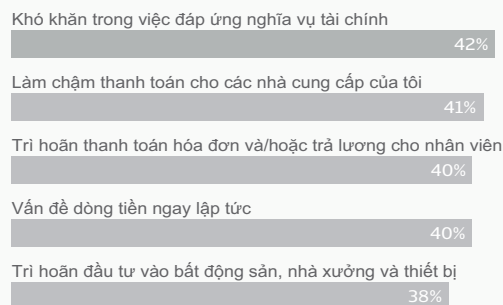 Khó khăn trong việc đáp ứng nghĩa vụ tài chính
42%
Làm chậm thanh toán cho các nhà cung cấp của tôi
41%
Trì hoãn thanh toán hóa đơn và/hoặc trả lương cho nhân viên
40%
Vấn đề dòng tiền ngay lập tức
40%
Trì hoãn đầu tư vào bất động sản, nhà xưởng và thiết bị
38%